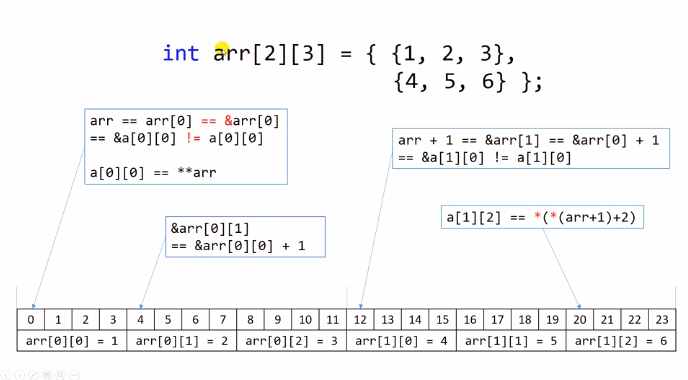 int arr[2][3] = { {1, 2, 3},
{4, 5, 6} };
arr == arr[0] == &arr[0]
== &a[0][0] != a[0][0]
a[0][0] == **arr
arr + 1 == &arr[1] == &arr[0] + 1
== &a[1][0] != a[1][0]
&arr[0][1]
== &arr[0][0] + 1
a[1][2] == *(*(arr+1)+2)
0 1 2 3 4 5 6 7 8 9 10 11 12 13 14 15 16 17 18 19 20 21 22 23
arr[0][0] = 1 arr[0][1] = 2 arr[0][2] = 3 arr[1][0] = 4 arr[1][1] = 5 arr[1][2] = 6